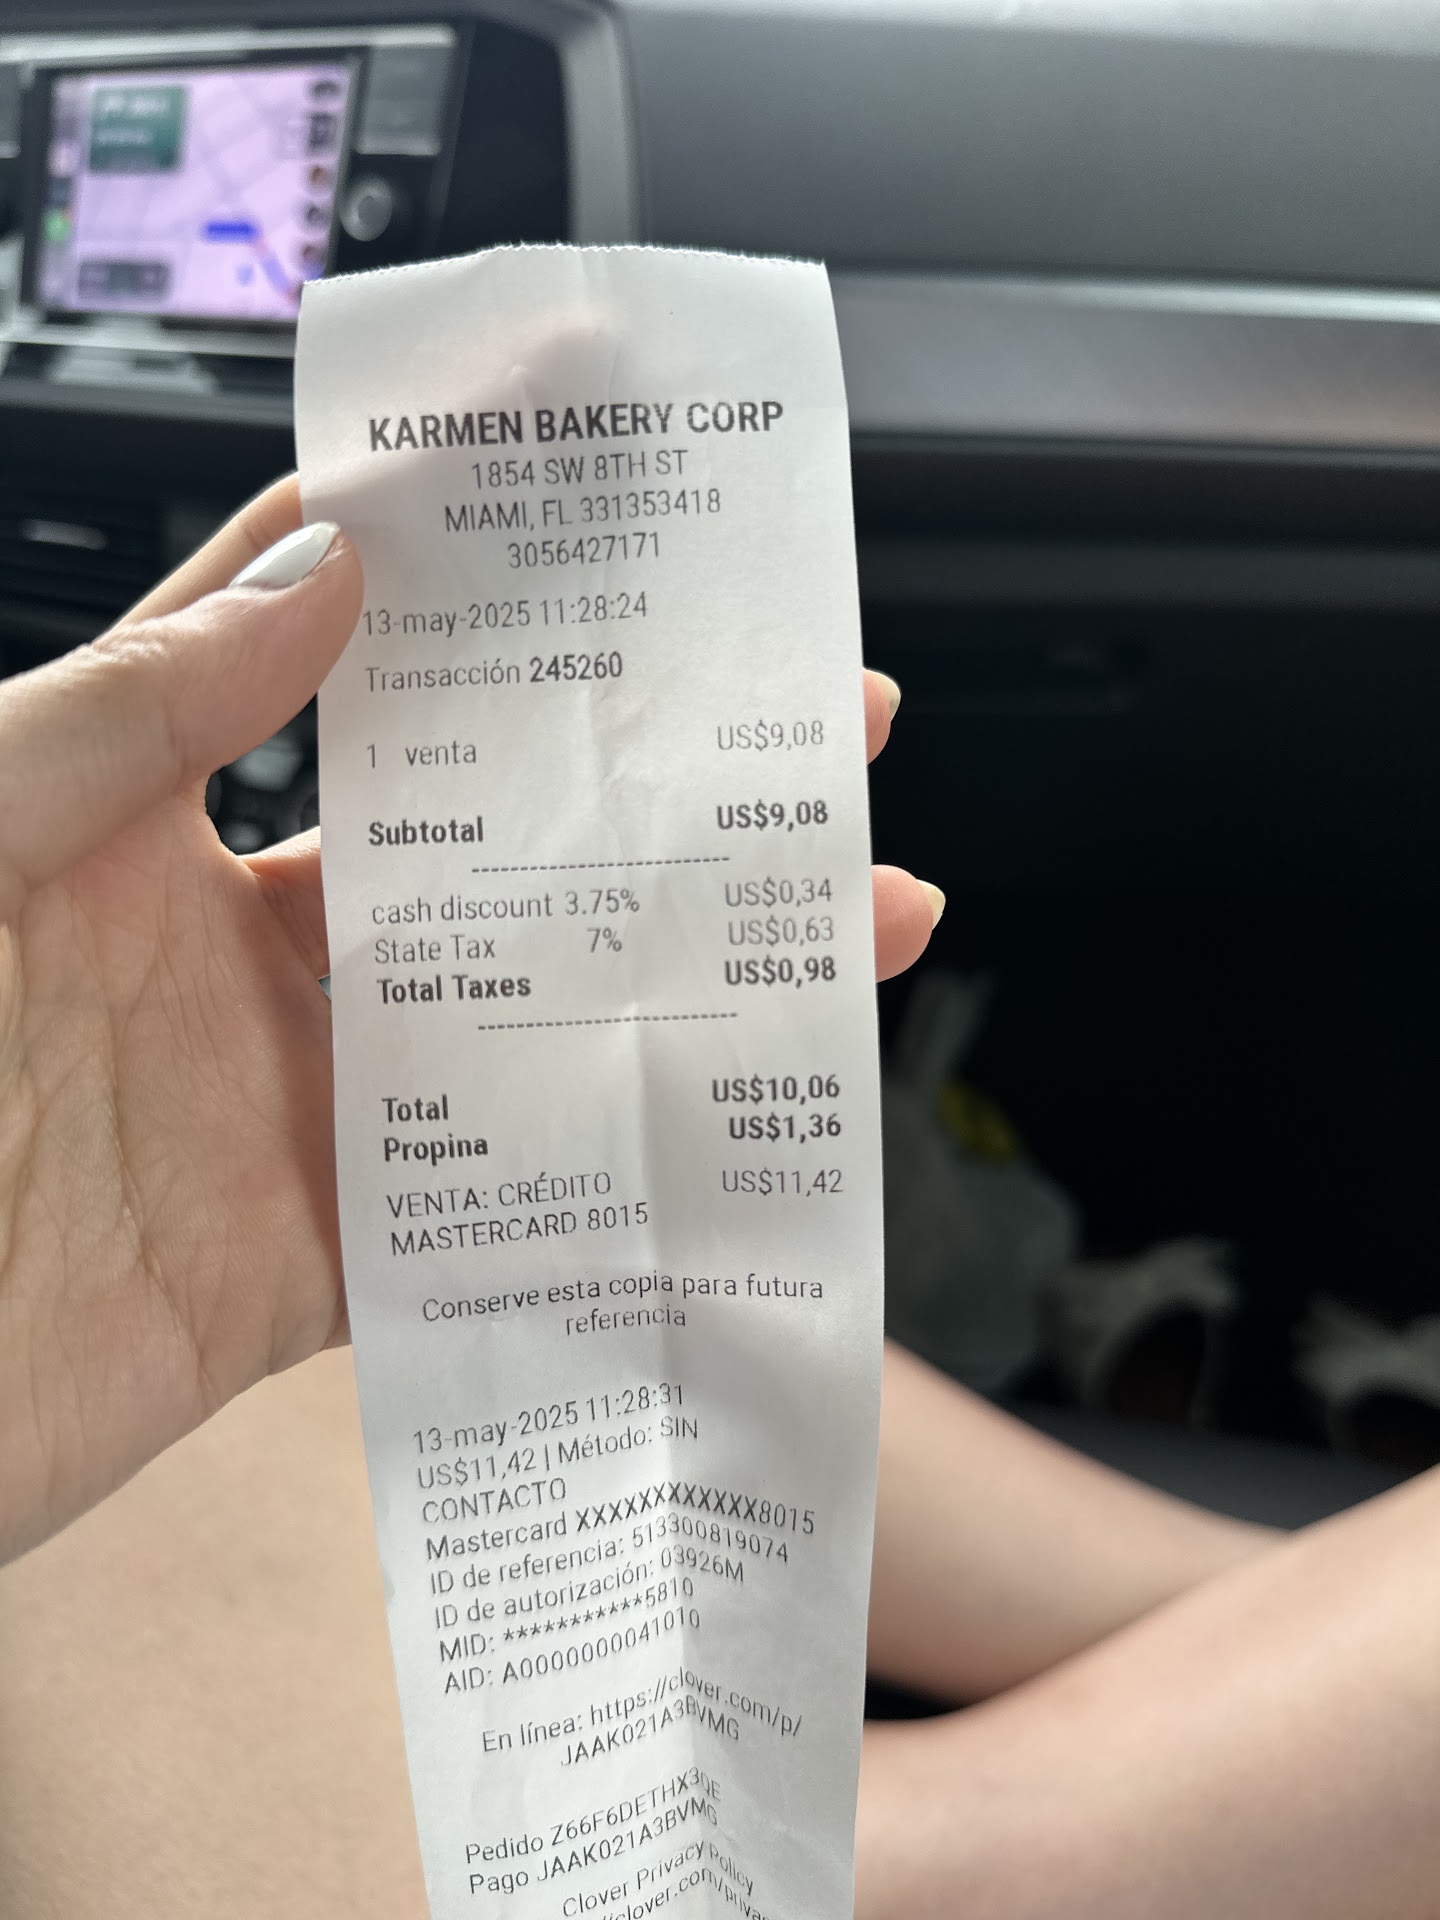 KARMEN BAKERY CORP
1854 SW 8TH ST
MIAMI, FL 331353418
3056427171
13-may-2025 11:28:24
Transacción 245260
1 venta US$9,08
Subtotal US$9,08
--------------------------
cash discount 3.75% US$0,34
State Tax 7% US$0,63
Total Taxes US$0,98
--------------------------
Total US$10,06
Propina US$1,36
VENTA: CRÉDITO US$11,42
MASTERCARD 8015
Conserve esta copia para futura
referencia
13-may-2025 11:28:31
US$11,42 | Método: SIN
CONTACTO
Mastercard XXXXXXXXXXXX8015
ID de referencia: 513300819074
ID de autorización: 03926M
MID: ***********5810
AID: A0000000041010
En línea: https://clover.com/p/
JAAK021A3BVMG
Pedido Z66F6DETHX3QE
Pago JAAK021A3BVMG
Clover Privacy Policy